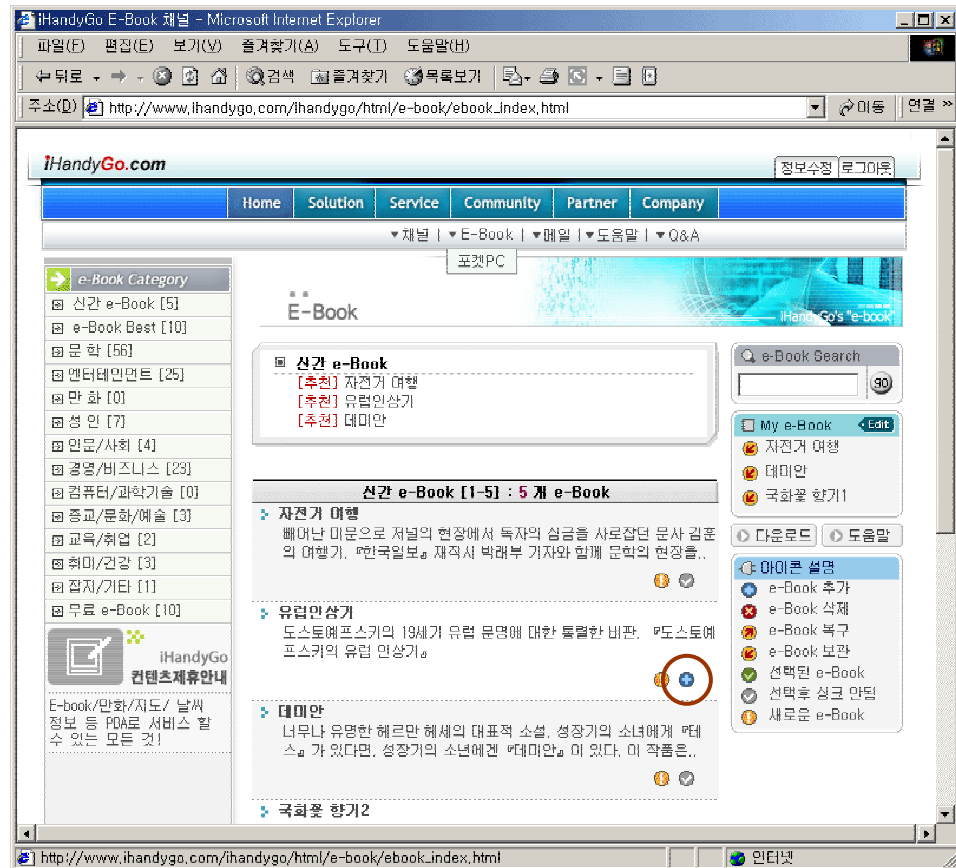 iHandyGo E-Book 채널 - Microsoft Internet Explorer
파일(F) 편집(E) 보기(V) 즐겨찾기(A) 도구(T) 도움말(H)
뒤로 검색 즐겨찾기 목록보기
주소(D) http://www.ihandygo.com/ihandygo/html/e-book/ebook_index.html 이동 연결 »
iHandyGo.com
정보수정 로그아웃
Home Solution Service Community Partner Company
▼채널 | ▼E-Book | ▼메일 | ▼도움말 | ▼Q&A
포켓PC
e-Book Category
신간 e-Book [5]
e-Book Best [10]
문 학 [56]
엔터테인먼트 [25]
만 화 [0]
성 인 [7]
인문/사회 [4]
경영/비즈니스 [23]
컴퓨터/과학기술 [0]
종교/문화/예술 [3]
교육/취업 [2]
취미/건강 [3]
잡지/기타 [1]
무료 e-Book [10]
iHandyGo
컨텐츠제휴안내
E-book/만화/지도/ 날씨
정보 등 PDA로 서비스 할
수 있는 모든 것!
E-Book
iHandyGo's "e-book"
신간 e-Book
[추천] 자전거 여행
[추천] 유럽인상기
[추천] 데미안
신간 e-Book [1-5] : 5 개 e-Book
자전거 여행
빼어난 미문으로 저널의 현장에서 독자의 심금을 사로잡던 문사 김훈
의 여행기. 『한국일보』 재직시 박래부 기자와 함께 문학의 현장을..
유럽인상기
도스토예프스키의 19세기 유럽 문명에 대한 통렬한 비판. 『도스토예
프스키의 유럽 인상기』
데미안
너무나 유명한 헤르만 헤세의 대표적 소설. 성장기의 소녀에게 『테
스』가 있다면, 성장기의 소년에겐 『데미안』이 있다. 이 작품은..
국화꽃 향기2
e-Book Search
go
My e-Book Edit
자전거 여행
데미안
국화꽃 향기1
다운로드 도움말
아이콘 설명
e-Book 추가
e-Book 삭제
e-Book 복구
e-Book 보관
선택된 e-Book
선택후 싱크 안됨
새로운 e-Book
http://www.ihandygo.com/ihandygo/html/e-book/ebook_index.html 인터넷